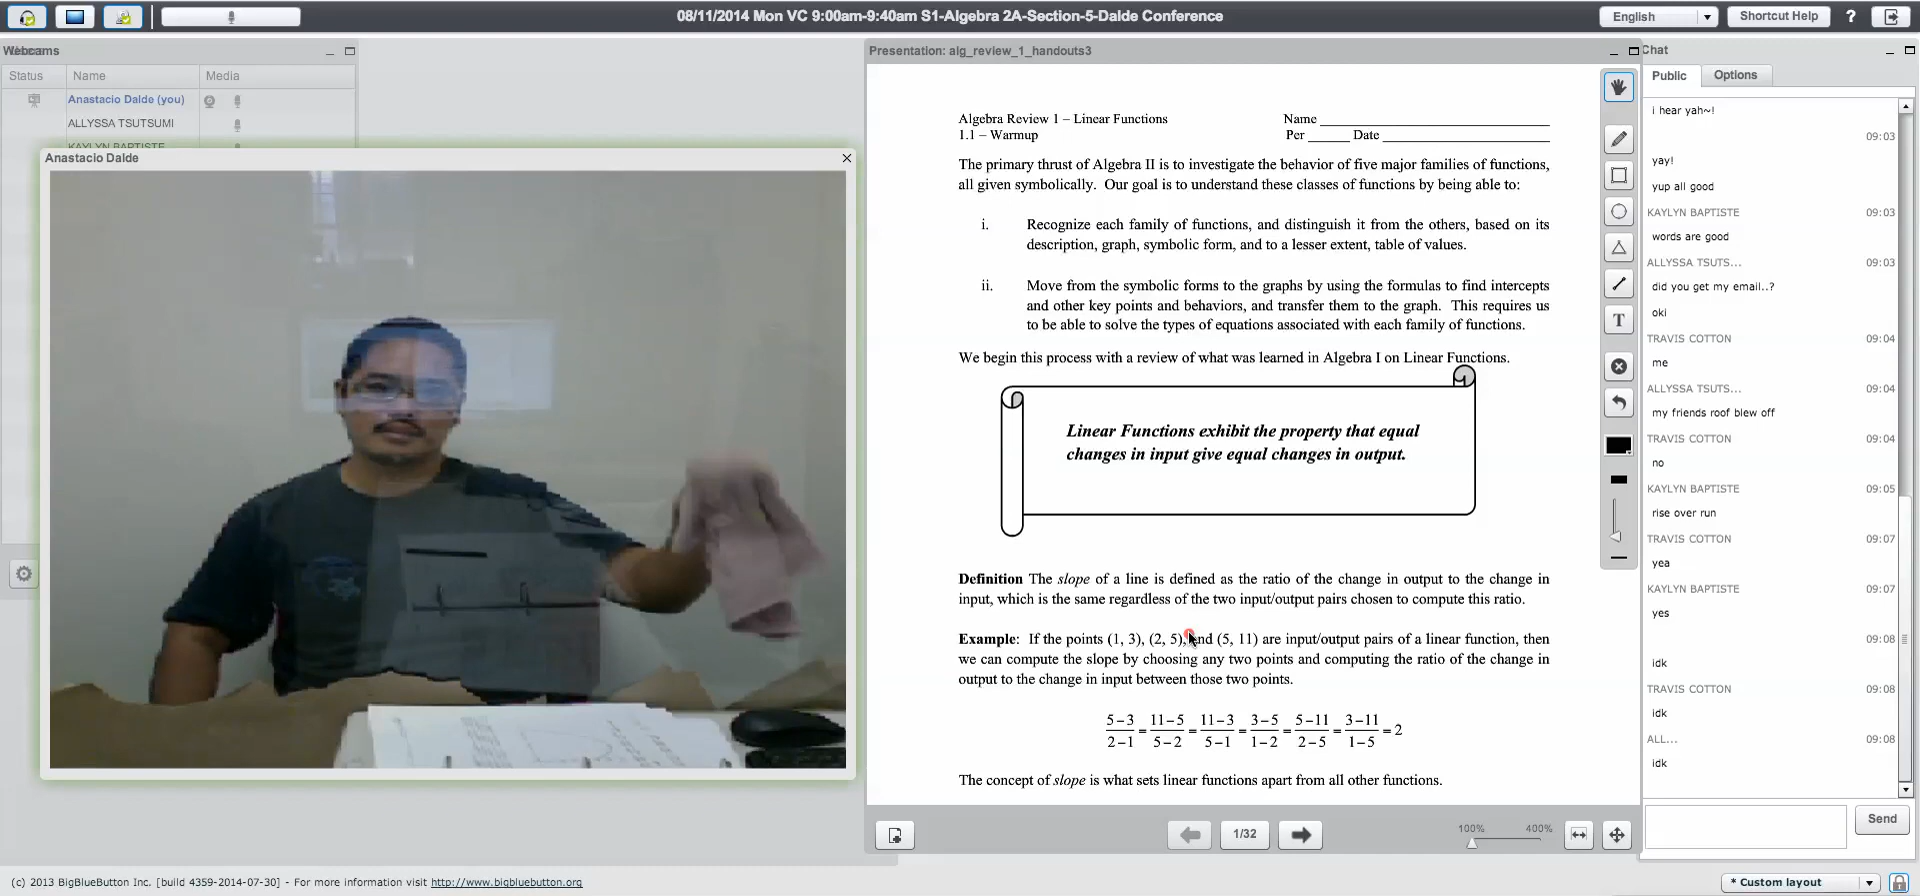 08/11/2014 Mon VC 9:00am-9:40am S1-Algebra 2A-Section-5-Dalde Conference
English
Shortcut Help
?
Status Name Media
Anastacio Dalde (you)
ALLYSSA TSUTSUMI
KAYLYN BAPTISTE
Anastacio Dalde
Presentation: alg_review_1_handouts3
Algebra Review 1 – Linear Functions Name
1.1 – Warmup Per Date
The primary thrust of Algebra II is to investigate the behavior of five major families of functions,
all given symbolically. Our goal is to understand these classes of functions by being able to:
i. Recognize each family of functions, and distinguish it from the others, based on its
description, graph, symbolic form, and to a lesser extent, table of values.
ii. Move from the symbolic forms to the graphs by using the formulas to find intercepts
and other key points and behaviors, and transfer them to the graph. This requires us
to be able to solve the types of equations associated with each family of functions.
We begin this process with a review of what was learned in Algebra I on Linear Functions.
Linear Functions exhibit the property that equal
changes in input give equal changes in output.
Definition The slope of a line is defined as the ratio of the change in output to the change in
input, which is the same regardless of the two input/output pairs chosen to compute this ratio.
Example: If the points (1, 3), (2, 5), and (5, 11) are input/output pairs of a linear function, then
we can compute the slope by choosing any two points and computing the ratio of the change in
output to the change in input between those two points.
5−3 11−5 11−3 3−5 5−11 3−11
= = = = = = 2
2−1 5−2 5−1 1−2 2−5 1−5
The concept of slope is what sets linear functions apart from all other functions.
T
1/32
100% 400%
Chat
Public Options
i hear yah~!
09:03
yay!
yup all good
KAYLYN BAPTISTE 09:03
words are good
ALLYSSA TSUTS... 09:03
did you get my email..?
oki
TRAVIS COTTON 09:04
me
ALLYSSA TSUTS... 09:04
my friends roof blew off
TRAVIS COTTON 09:04
no
KAYLYN BAPTISTE 09:05
rise over run
TRAVIS COTTON 09:07
yea
KAYLYN BAPTISTE 09:07
yes
09:08
idk
TRAVIS COTTON 09:08
idk
ALL... 09:08
idk
Send
(c) 2013 BigBlueButton Inc. [build 4359-2014-07-30] - For more information visit http://www.bigbluebutton.org
* Custom layout